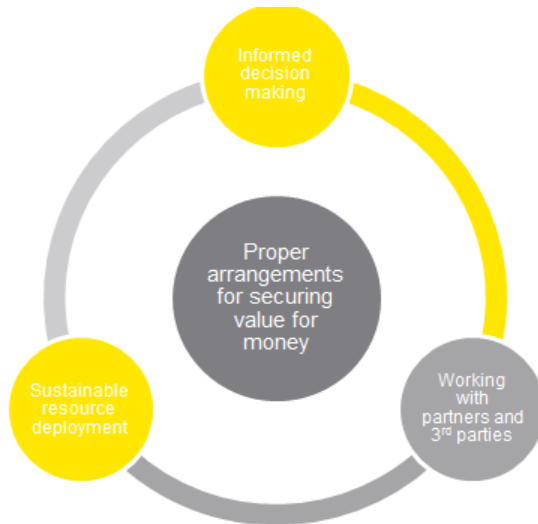 Informed
decision
making
Proper
arrangements
for securing
value for
money
Sustainable
resource
deployment
Working
with
partners and
3rd parties